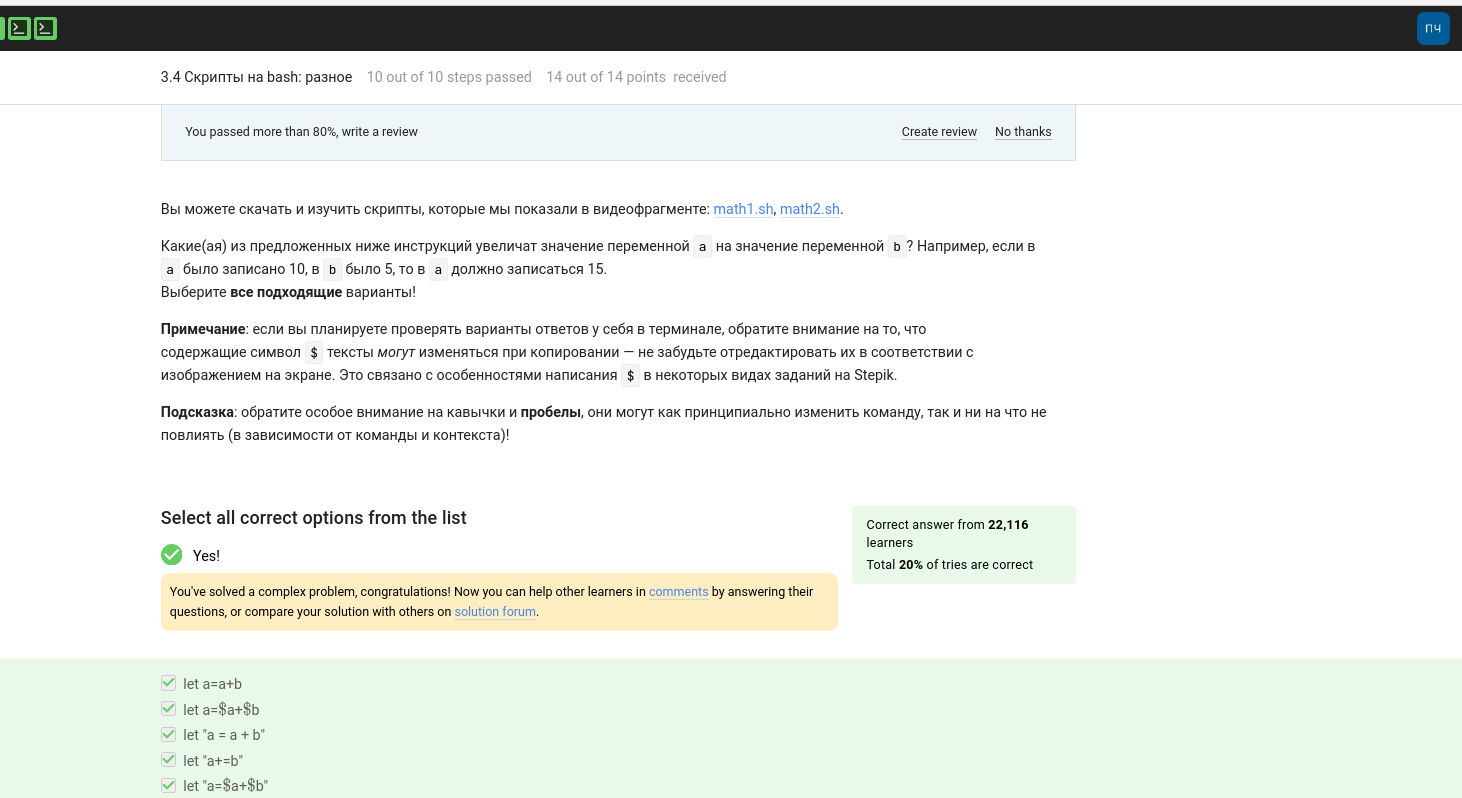 ПЧ
3.4 Скрипты на bash: разное 10 out of 10 steps passed 14 out of 14 points received
You passed more than 80%, write a review Create review No thanks
Вы можете скачать и изучить скрипты, которые мы показали в видеофрагменте: math1.sh, math2.sh.
Какие(ая) из предложенных ниже инструкций увеличат значение переменной a на значение переменной b? Например, если в
a было записано 10, в b было 5, то в a должно записаться 15.
Выберите все подходящие варианты!
Примечание: если вы планируете проверять варианты ответов у себя в терминале, обратите внимание на то, что
содержащие символ $ тексты могут изменяться при копировании — не забудьте отредактировать их в соответствии с
изображением на экране. Это связано с особенностями написания $ в некоторых видах заданий на Stepik.
Подсказка: обратите особое внимание на кавычки и пробелы, они могут как принципиально изменить команду, так и ни на что не
повлиять (в зависимости от команды и контекста)!
Select all correct options from the list
Yes!
You've solved a complex problem, congratulations! Now you can help other learners in comments by answering their
questions, or compare your solution with others on solution forum.
Correct answer from 22,116
learners
Total 20% of tries are correct
let a=a+b
let a=$a+$b
let "a = a + b"
let "a+=b"
let "a=$a+$b"